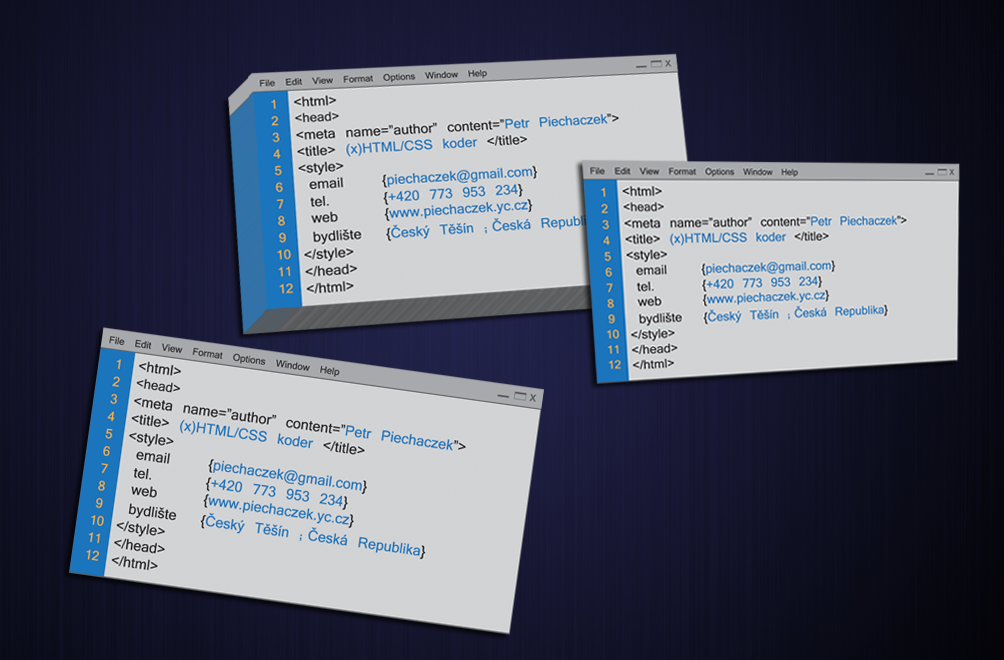 File Edit View Format Options Window Help
1 <html>
2 <head>
3 <meta name="author" content="Petr Piechaczek">
4 <title> (x)HTML/CSS koder </title>
5 <style>
6 email {piechaczek@gmail.com}
7 tel. {+420 773 953 234}
8 web {www.piechaczek.yc.cz}
9 bydliště {Český Těšín ; Česká Republi
10 </style>
11 </head>
12 </html>
File Edit View Format Options Window Help
1 <html>
2 <head>
3 <meta name="author" content="Petr Piechaczek">
4 <title> (x)HTML/CSS koder </title>
5 <style>
6 email {piechaczek@gmail.com}
7 tel. {+420 773 953 234}
8 web {www.piechaczek.yc.cz}
9 bydliště {Český Těšín ; Česká Republika}
10 </style>
11 </head>
12 </html>
File Edit View Format Options Window Help
1 <html>
2 <head>
3 <meta name="author" content="Petr Piechaczek">
4 <title> (x)HTML/CSS koder </title>
5 <style>
6 email {piechaczek@gmail.com}
7 tel. {+420 773 953 234}
8 web {www.piechaczek.yc.cz}
9 bydliště {Český Těšín ; Česká Republika}
10 </style>
11 </head>
12 </html>